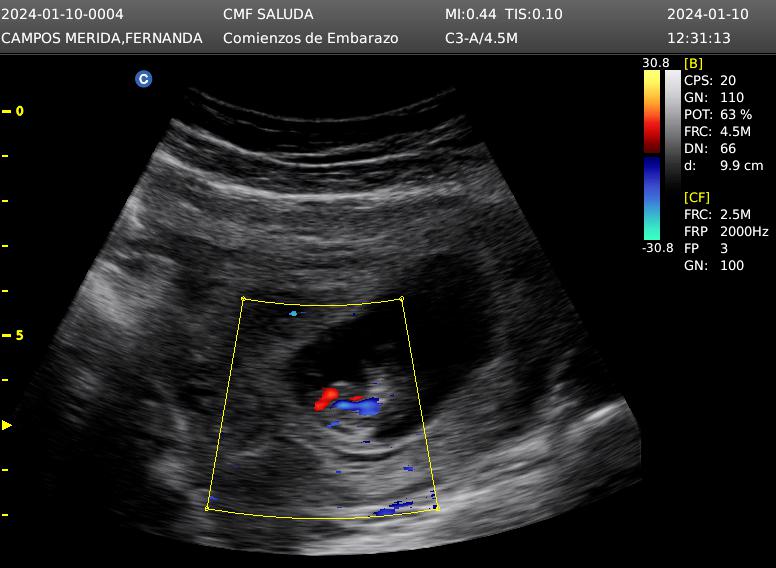 2024-01-10-0004 CMF SALUDA MI:0.44 TIS:0.10 2024-01-10
CAMPOS MERIDA,FERNANDA Comienzos de Embarazo C3-A/4.5M 12:31:13
C
30.8 [B]
CPS: 20
GN: 110
POT: 63 %
FRC: 4.5M
DN: 66
d: 9.9 cm
[CF]
FRC: 2.5M
FRP 2000Hz
-30.8 FP 3
GN: 100
0
5